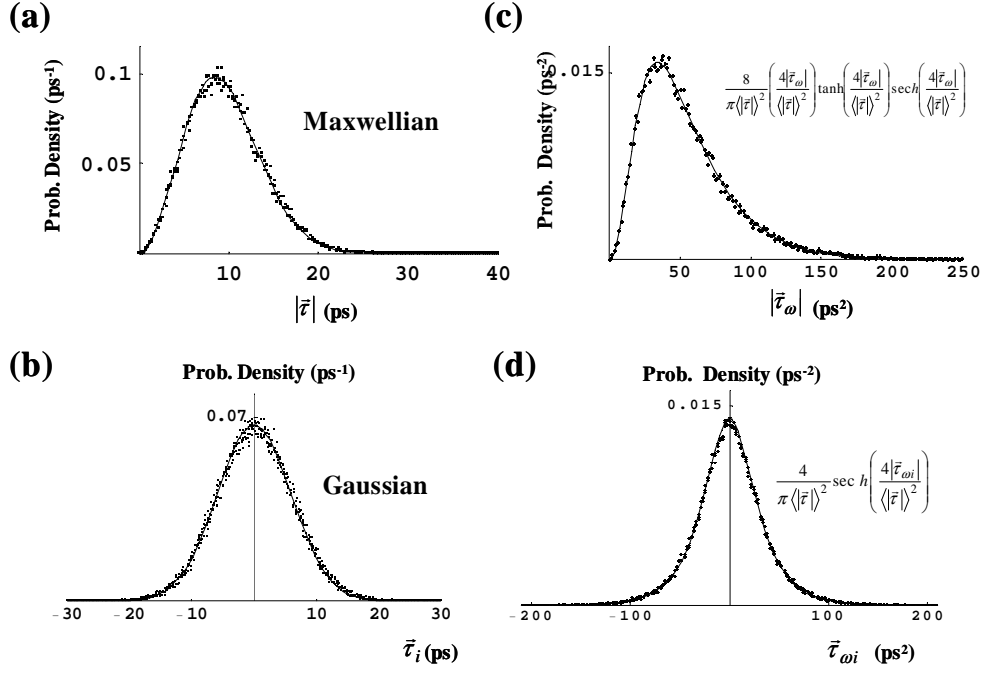 (a)
Prob. Density (ps-1)
0.1
0.05
Maxwellian
10 20 30 40
|τ⃗| (ps)
(c)
Prob. Density (ps-2)
0.015
8/(π⟨|τ⃗|⟩²) (4|τ⃗ω|/⟨|τ⃗|⟩²) tanh(4|τ⃗ω|/⟨|τ⃗|⟩²) sech(4|τ⃗ω|/⟨|τ⃗|⟩²)
50 100 150 200 250
|τ⃗ω| (ps²)
(b)
Prob. Density (ps-1)
0.07
Gaussian
-30 -20 -10 10 20 30
τ⃗i (ps)
(d)
Prob. Density (ps-2)
0.015
4/(π⟨|τ⃗|⟩²) sec h(4|τ⃗ωi|/⟨|τ⃗|⟩²)
-200 -100 100 200
τ⃗ωi (ps²)